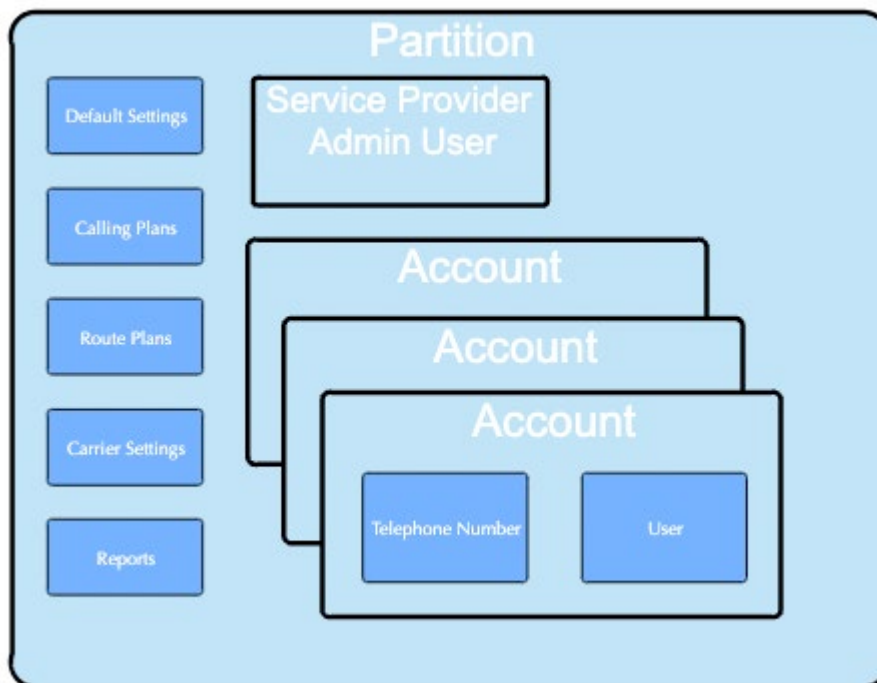 Partition
Default Settings
Calling Plans
Route Plans
Carrier Settings
Reports
Service Provider
Admin User
Account
Account
Account
Telephone Number
User